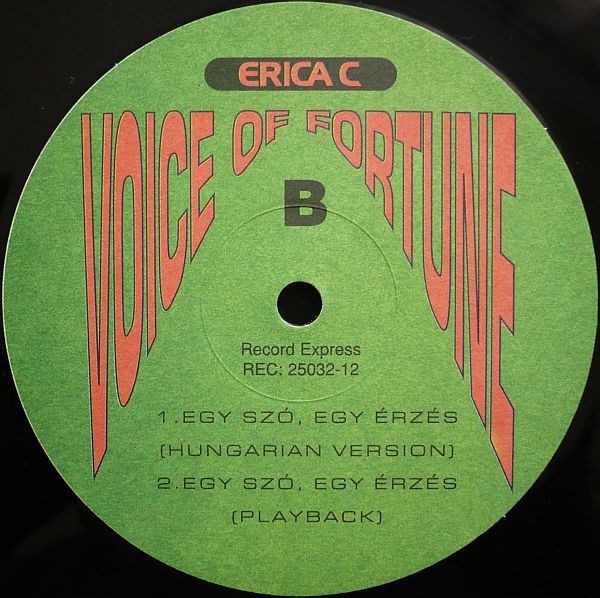 ERICA C
VOICE OF FORTUNE
B
Record Express
REC: 25032-12
1.EGY SZÓ, EGY ÉRZÉS
(HUNGARIAN VERSION)
2.EGY SZÓ, EGY ÉRZÉS
(PLAYBACK)